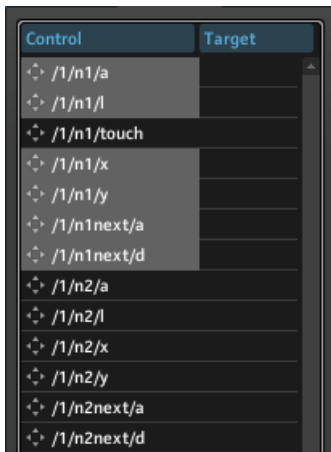 Control Target
/1/n1/a
/1/n1/l
/1/n1/touch
/1/n1/x
/1/n1/y
/1/n1next/a
/1/n1next/d
/1/n2/a
/1/n2/l
/1/n2/x
/1/n2/y
/1/n2next/a
/1/n2next/d